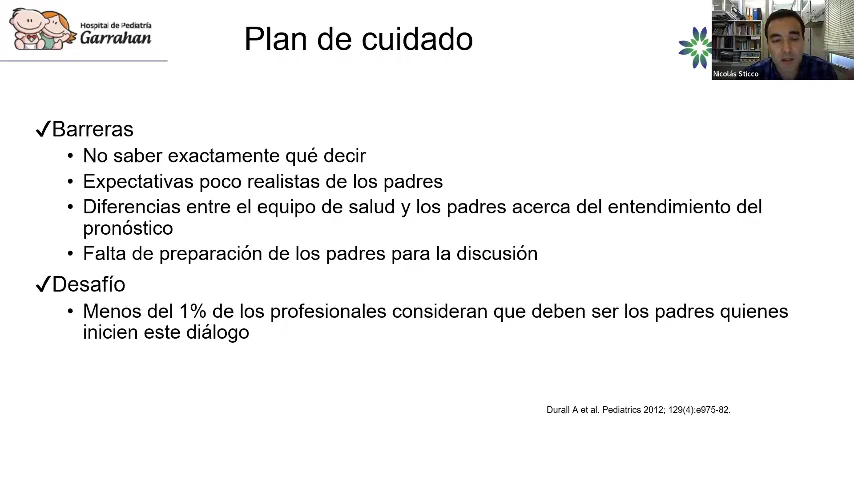 Hospital de Pediatría
Garrahan
Plan de cuidado
Nicolás Sticco
✓Barreras
• No saber exactamente qué decir
• Expectativas poco realistas de los padres
• Diferencias entre el equipo de salud y los padres acerca del entendimiento del
pronóstico
• Falta de preparación de los padres para la discusión
✓Desafío
• Menos del 1% de los profesionales consideran que deben ser los padres quienes
inicien este diálogo
Durall A et al. Pediatrics 2012; 129(4):e975-82.